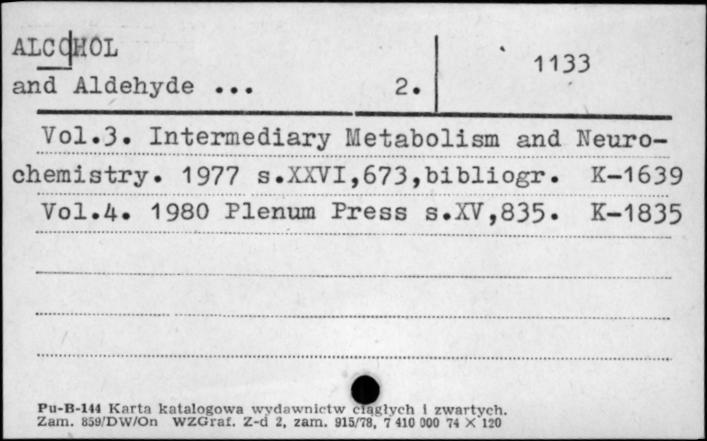 ALCOHOL
and Aldehyde ... 2.
1133
Vol.3. Intermediary Metabolism and Neuro-
chemistry. 1977 s.XXVI,673,bibliogr. K-1639
Vol.4. 1980 Plenum Press s.XV,835. K-1835
Pu-B-144 Karta katalogowa wydawnictw ciągłych i zwartych.
Zam. 859/DW/On WZGraf. Z-d 2, zam. 915/78, 7 410 000 74 X 120